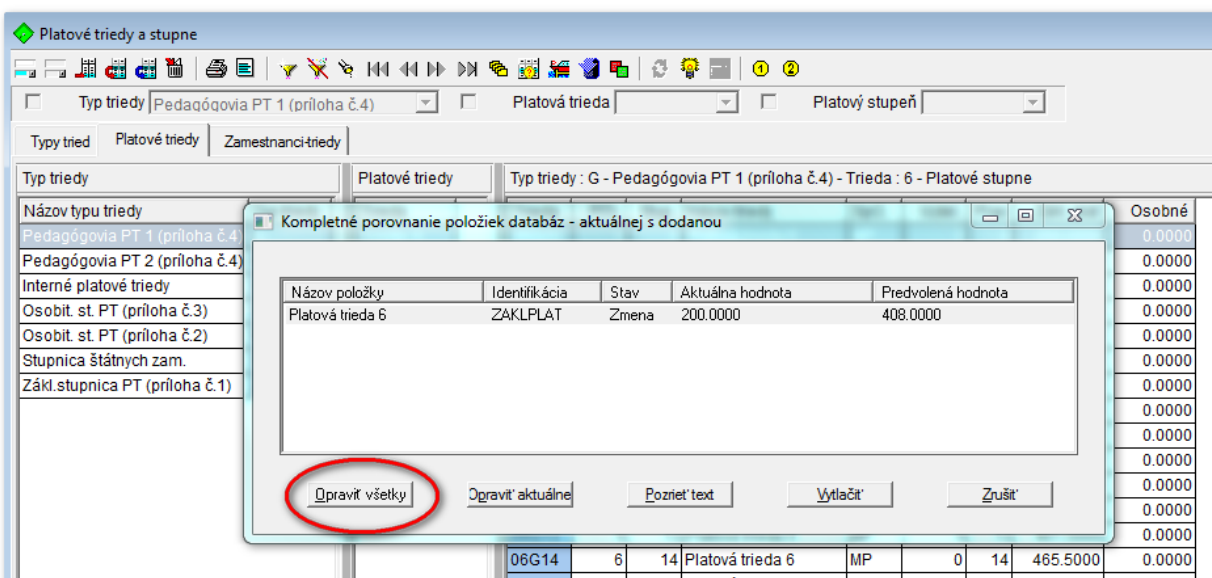 Platové triedy a stupne
Typ triedy Pedagógovia PT 1 (príloha č.4) Platová trieda Platový stupeň
Typy tried Platové triedy Zamestnanci-triedy
Typ triedy Platové triedy Typ triedy : G - Pedagógovia PT 1 (príloha č.4) - Trieda : 6 - Platové stupne
Názov typu triedy Osobné
Kompletné porovnanie položiek databáz - aktuálnej s dodanou
Pedagógovia PT 1 (príloha č.4) 0.0000
Pedagógovia PT 2 (príloha č.4) 0.0000
Interné platové triedy 0.0000
Názov položky Identifikácia Stav Aktuálna hodnota Predvolená hodnota
Osobit. st. PT (príloha č.3) 0.0000
Platová trieda 6 ZAKLPLAT Zmena 200.0000 408.0000
Osobit. st. PT (príloha č.2) 0.0000
Stupnica štátnych zam. 0.0000
Zákl.stupnica PT (príloha č.1) 0.0000
0.0000
0.0000
0.0000
Opraviť všetky Opraviť aktuálne Pozrieť text Vytlačiť Zrušiť 0.0000
0.0000
0.0000
06G14 6 14 Platová trieda 6 MP 0 14 465.5000 0.0000